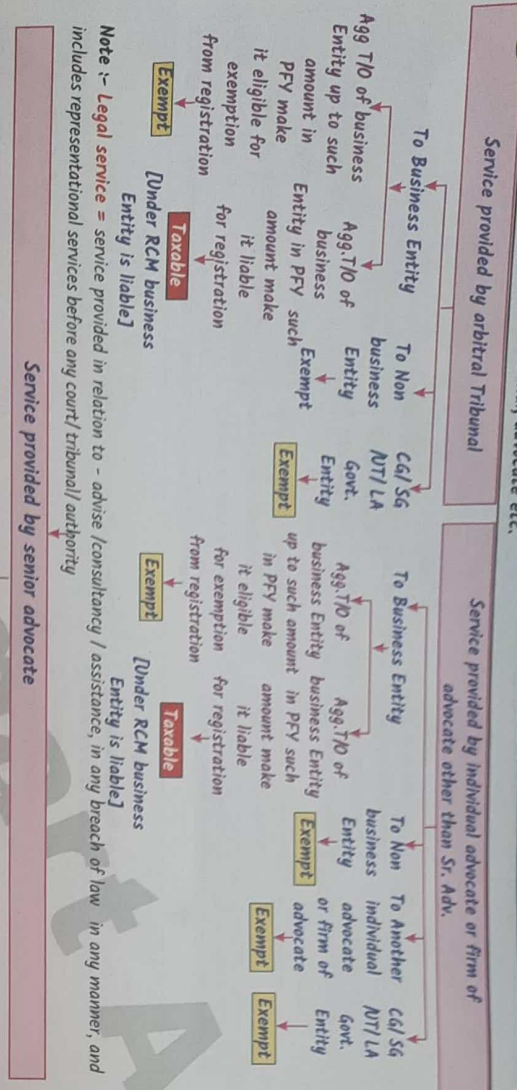 advocate etc.
Service provided by arbitral Tribunal
To Business Entity
To Non
business
Entity
Exempt
CG/ SG
/UT/ LA
Govt.
Entity
Exempt
Agg T/O of business
Entity up to such
amount in
PFY make
it eligible for
exemption
from registration
Exempt
Agg.T/O of
business
Entity in PFY such
amount make
it liable
for registration
Taxable
[Under RCM business
Entity is liable]
Service provided by individual advocate or firm of
advocate other than Sr. Adv.
To Business Entity
To Non
business
Entity
Exempt
To Another
individual
advocate
or firm of
advocate
Exempt
CG/ SG
/UT/ LA
Govt.
Entity
Exempt
Agg.T/O of
business Entity
up to such amount
in PFY make
it eligible
for exemption
from registration
Exempt
Agg.T/O of
business Entity
in PFY such
amount make
it liable
for registration
Taxable
[Under RCM business
Entity is liable]
Note :- Legal service = service provided in relation to - advise /consultancy / assistance, in any breach of law in any manner, and
includes representational services before any court/ tribunal/ authority
Service provided by senior advocate